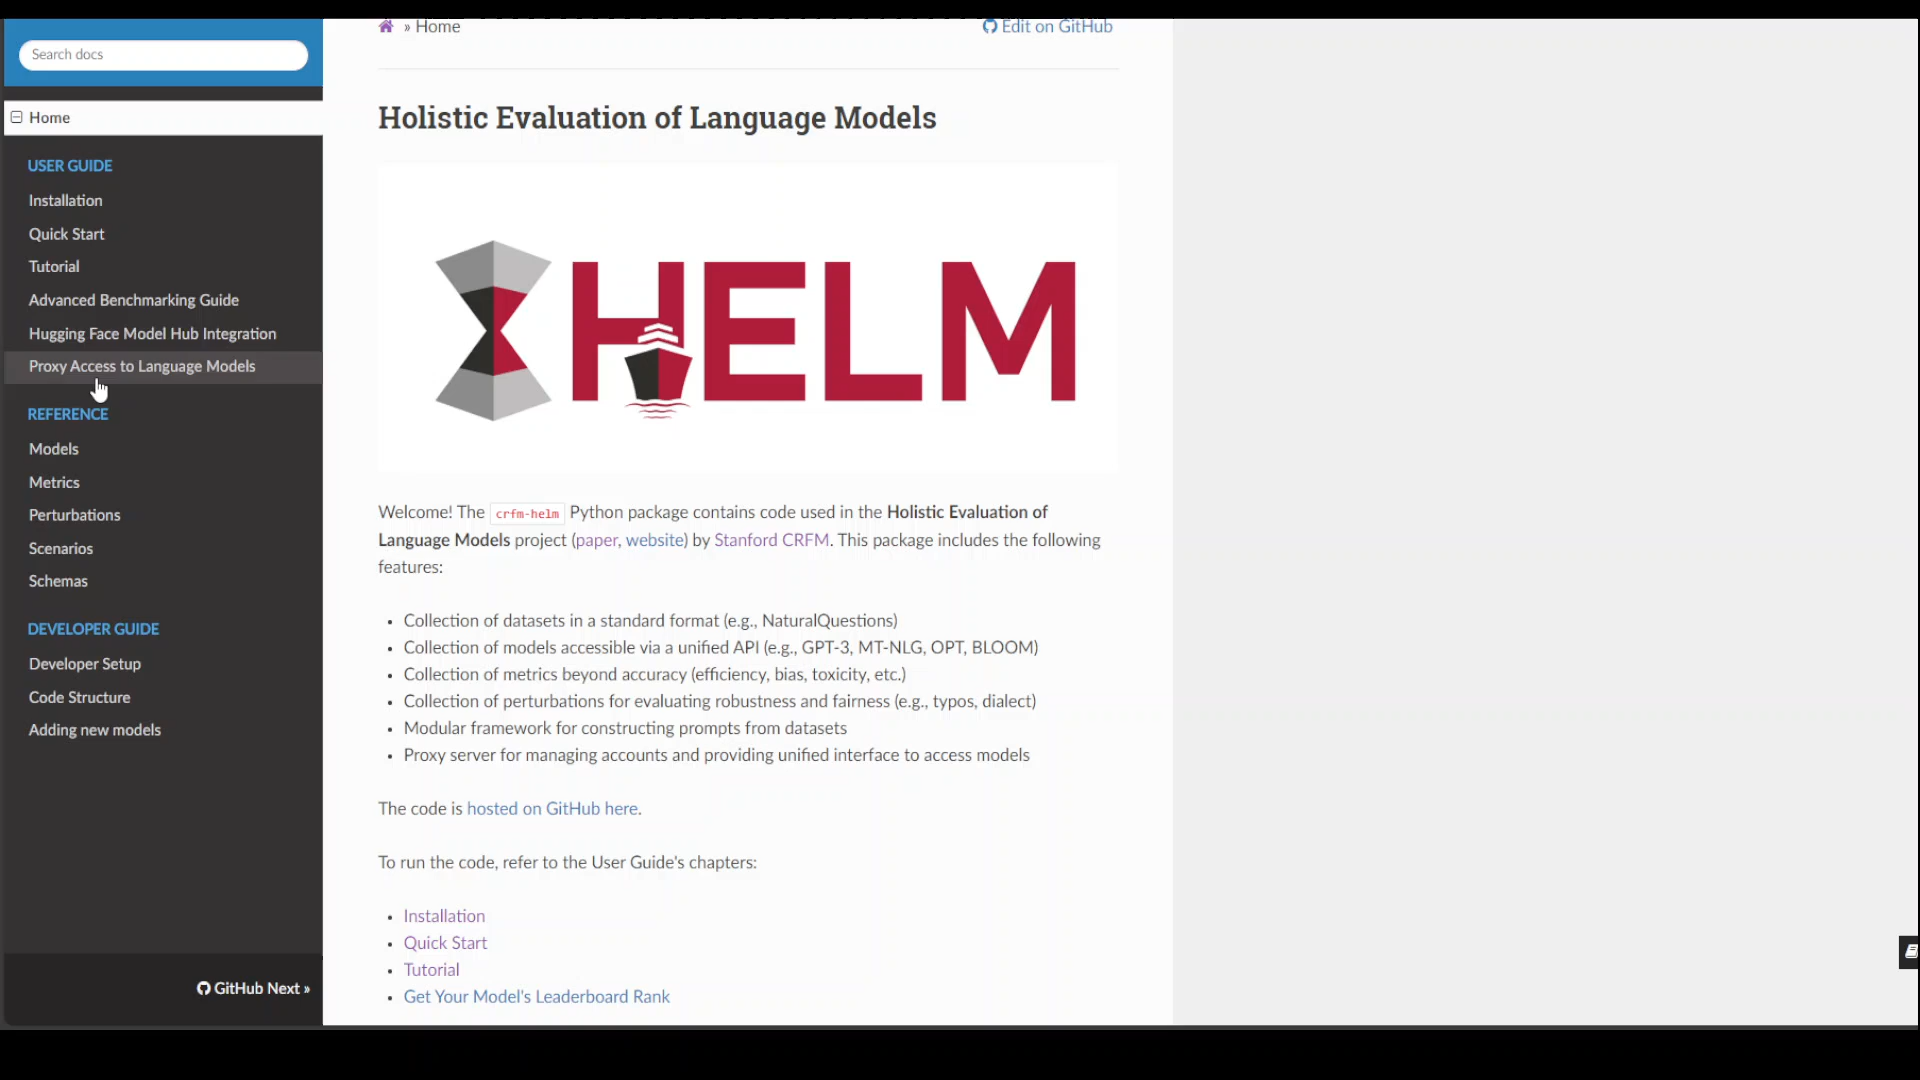 Search docs
Home
USER GUIDE
Installation
Quick Start
Tutorial
Advanced Benchmarking Guide
Hugging Face Model Hub Integration
Proxy Access to Language Models
REFERENCE
Models
Metrics
Perturbations
Scenarios
Schemas
DEVELOPER GUIDE
Developer Setup
Code Structure
Adding new models
GitHub Next »
» Home
Edit on GitHub
Holistic Evaluation of Language Models
HELM
Welcome! The crfm-helm Python package contains code used in the Holistic Evaluation of
Language Models project (paper, website) by Stanford CRFM. This package includes the following
features:
• Collection of datasets in a standard format (e.g., NaturalQuestions)
• Collection of models accessible via a unified API (e.g., GPT-3, MT-NLG, OPT, BLOOM)
• Collection of metrics beyond accuracy (efficiency, bias, toxicity, etc.)
• Collection of perturbations for evaluating robustness and fairness (e.g., typos, dialect)
• Modular framework for constructing prompts from datasets
• Proxy server for managing accounts and providing unified interface to access models
The code is hosted on GitHub here.
To run the code, refer to the User Guide's chapters:
• Installation
• Quick Start
• Tutorial
• Get Your Model's Leaderboard Rank